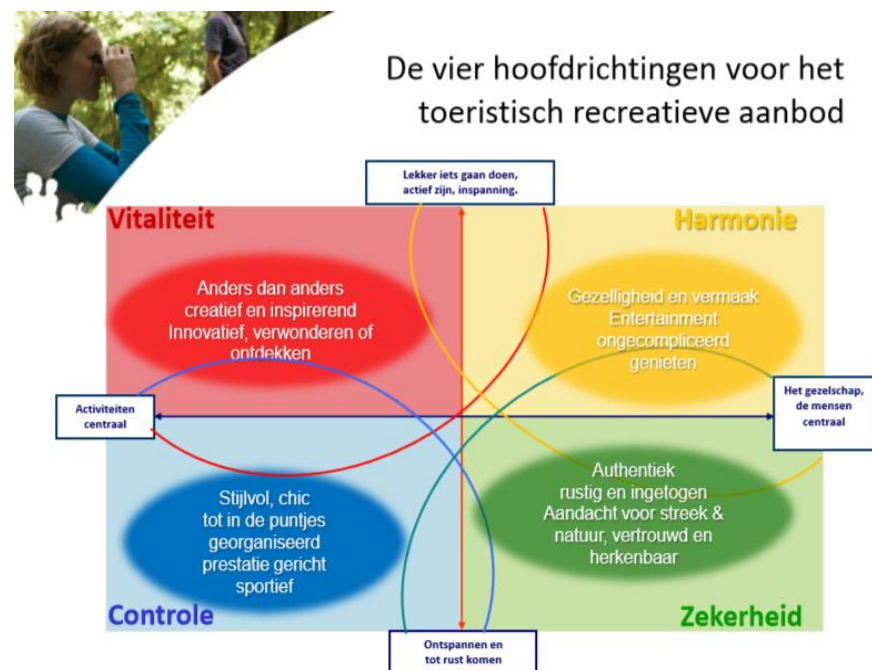 De vier hoofdrichtingen voor het
toeristisch recreatieve aanbod
Lekker iets gaan doen,
actief zijn, inspanning.
Vitaliteit
Harmonie
Anders dan anders
creatief en inspirerend
Innovatief, verwonderen of
ontdekken
Gezelligheid en vermaak
Entertainment
ongecompliceerd
genieten
Activiteiten
centraal
Het gezelschap,
de mensen
centraal
Stijlvol, chic
tot in de puntjes
georganiseerd
prestatie gericht
sportief
Authentiek
rustig en ingetogen
Aandacht voor streek &
natuur, vertrouwd en
herkenbaar
Controle
Zekerheid
Ontspannen en
tot rust komen